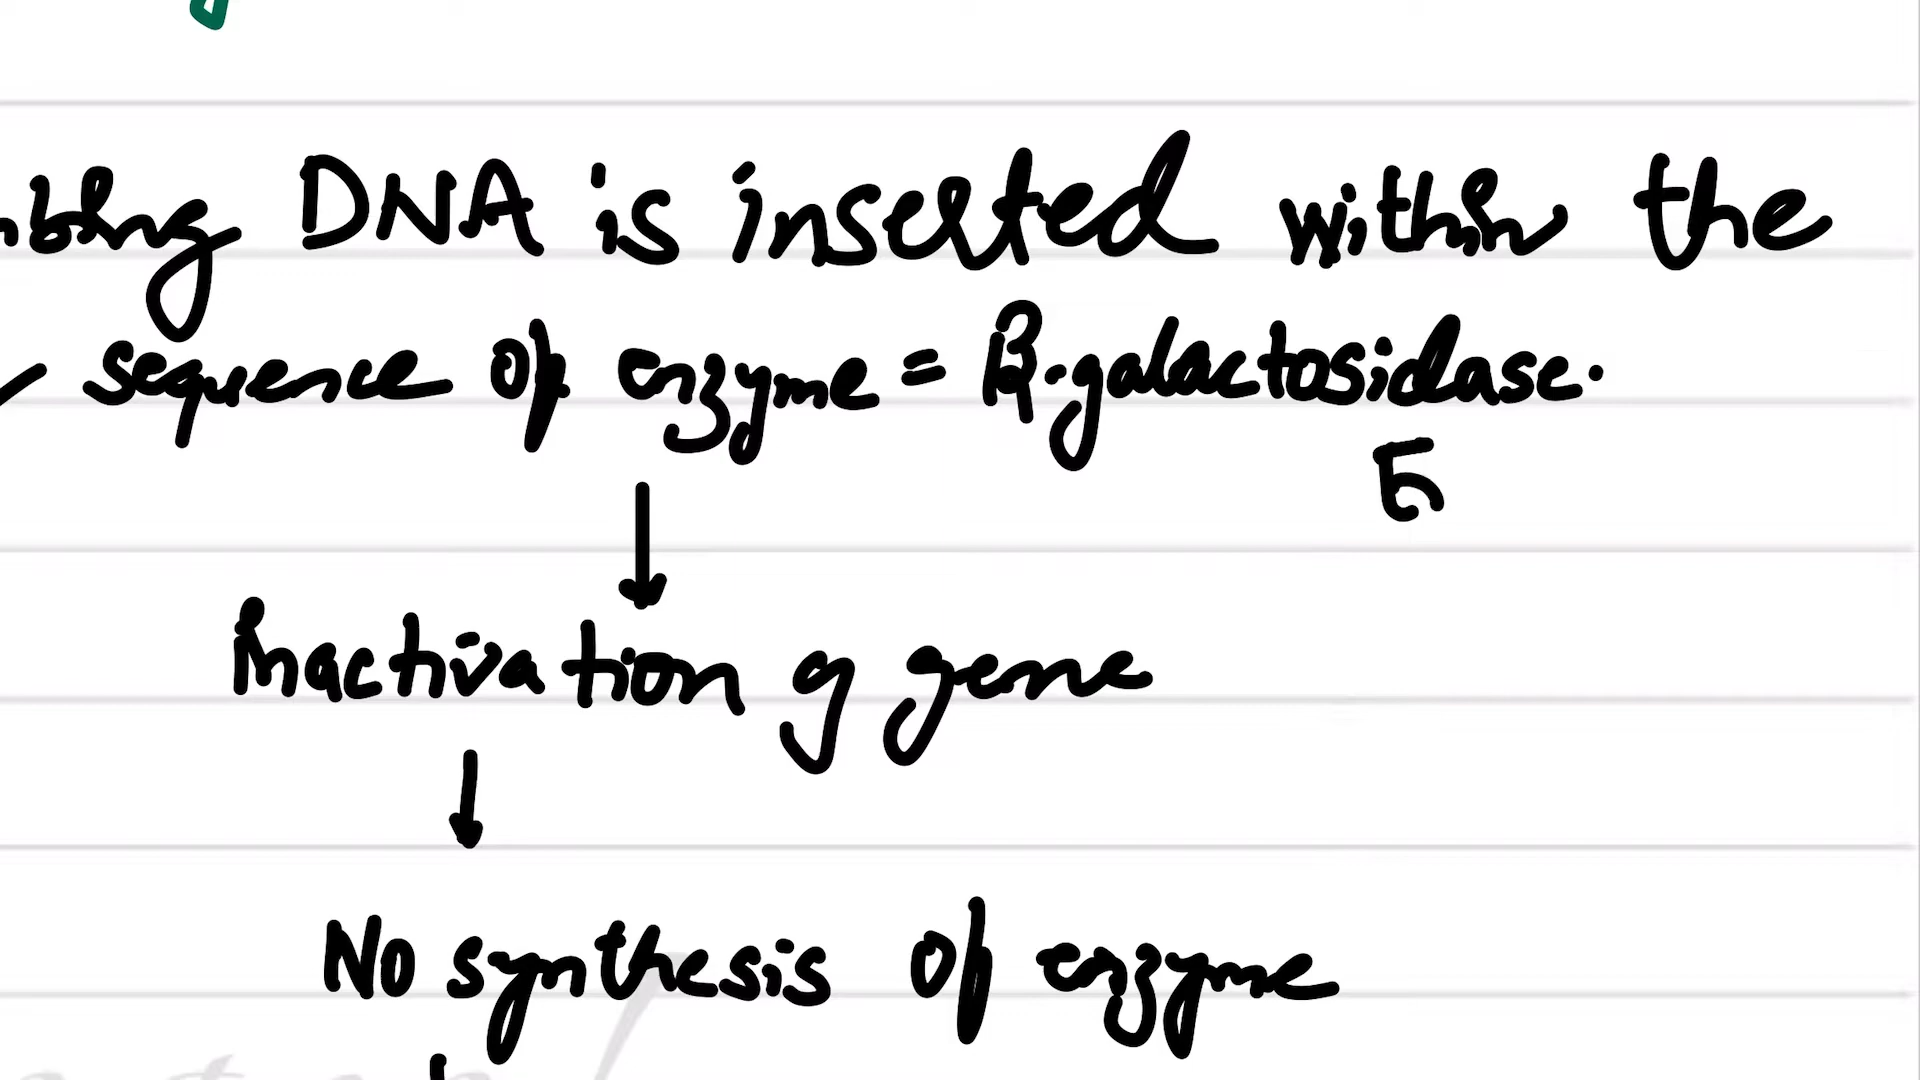 DNA is inserted within the
sequence of enzyme = β-galactosidase.
inactivation of gene
No synthesis of enzyme